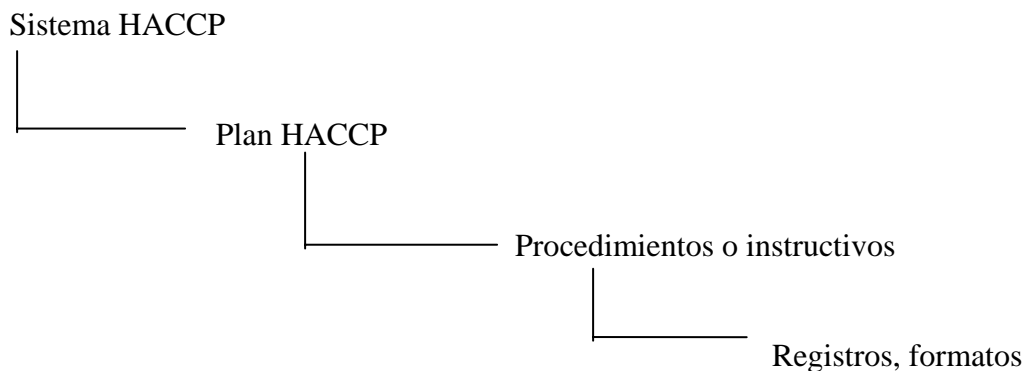 Sistema HACCP
Plan HACCP
Procedimientos o instructivos
Registros, formatos